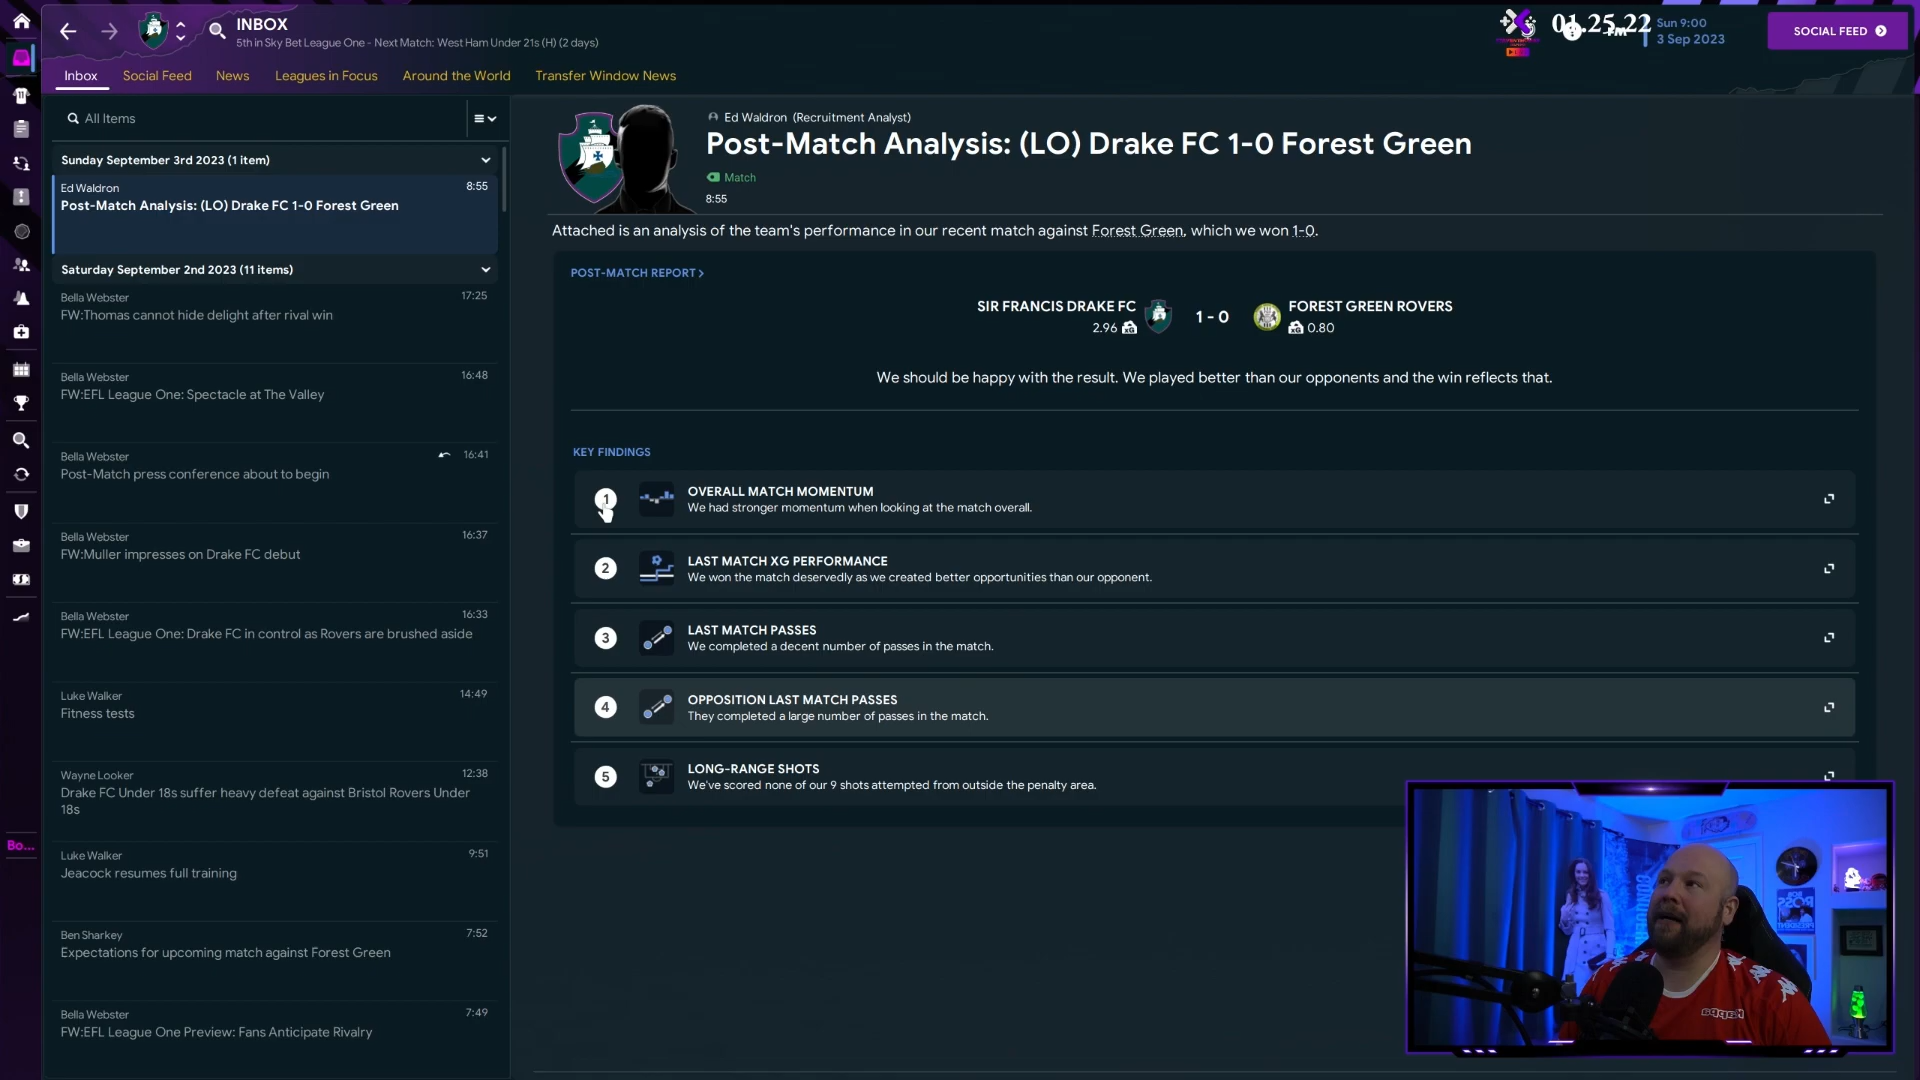 INBOX
5th in Sky Bet League One - Next Match: West Ham Under 21s (H) (2 days)
01.25.22
FM
Sun 9:00
3 Sep 2023
SOCIAL FEED
Inbox
Social Feed
News
Leagues in Focus
Around the World
Transfer Window News
All Items
Sunday September 3rd 2023 (1 item)
Ed Waldron
8:55
Post-Match Analysis: (LO) Drake FC 1-0 Forest Green
Saturday September 2nd 2023 (11 items)
Bella Webster
17:25
FW:Thomas cannot hide delight after rival win
Bella Webster
16:48
FW:EFL League One: Spectacle at The Valley
Bella Webster
16:41
Post-Match press conference about to begin
Bella Webster
16:37
FW:Muller impresses on Drake FC debut
Bella Webster
16:33
FW:EFL League One: Drake FC in control as Rovers are brushed aside
Luke Walker
14:49
Fitness tests
Wayne Looker
12:38
Drake FC Under 18s suffer heavy defeat against Bristol Rovers Under
18s
Luke Walker
9:51
Jeacock resumes full training
Ben Sharkey
7:52
Expectations for upcoming match against Forest Green
Bella Webster
7:49
FW:EFL League One Preview: Fans Anticipate Rivalry
Bo...
Ed Waldron (Recruitment Analyst)
Post-Match Analysis: (LO) Drake FC 1-0 Forest Green
Match
8:55
Attached is an analysis of the team's performance in our recent match against Forest Green, which we won 1-0.
POST-MATCH REPORT
SIR FRANCIS DRAKE FC
2.96 xG
1 - 0
FOREST GREEN ROVERS
xG 0.80
We should be happy with the result. We played better than our opponents and the win reflects that.
KEY FINDINGS
1
OVERALL MATCH MOMENTUM
We had stronger momentum when looking at the match overall.
2
LAST MATCH XG PERFORMANCE
We won the match deservedly as we created better opportunities than our opponent.
3
LAST MATCH PASSES
We completed a decent number of passes in the match.
4
OPPOSITION LAST MATCH PASSES
They completed a large number of passes in the match.
5
LONG-RANGE SHOTS
We've scored none of our 9 shots attempted from outside the penalty area.
BOB ROSS
PRESIDENT
Kappa